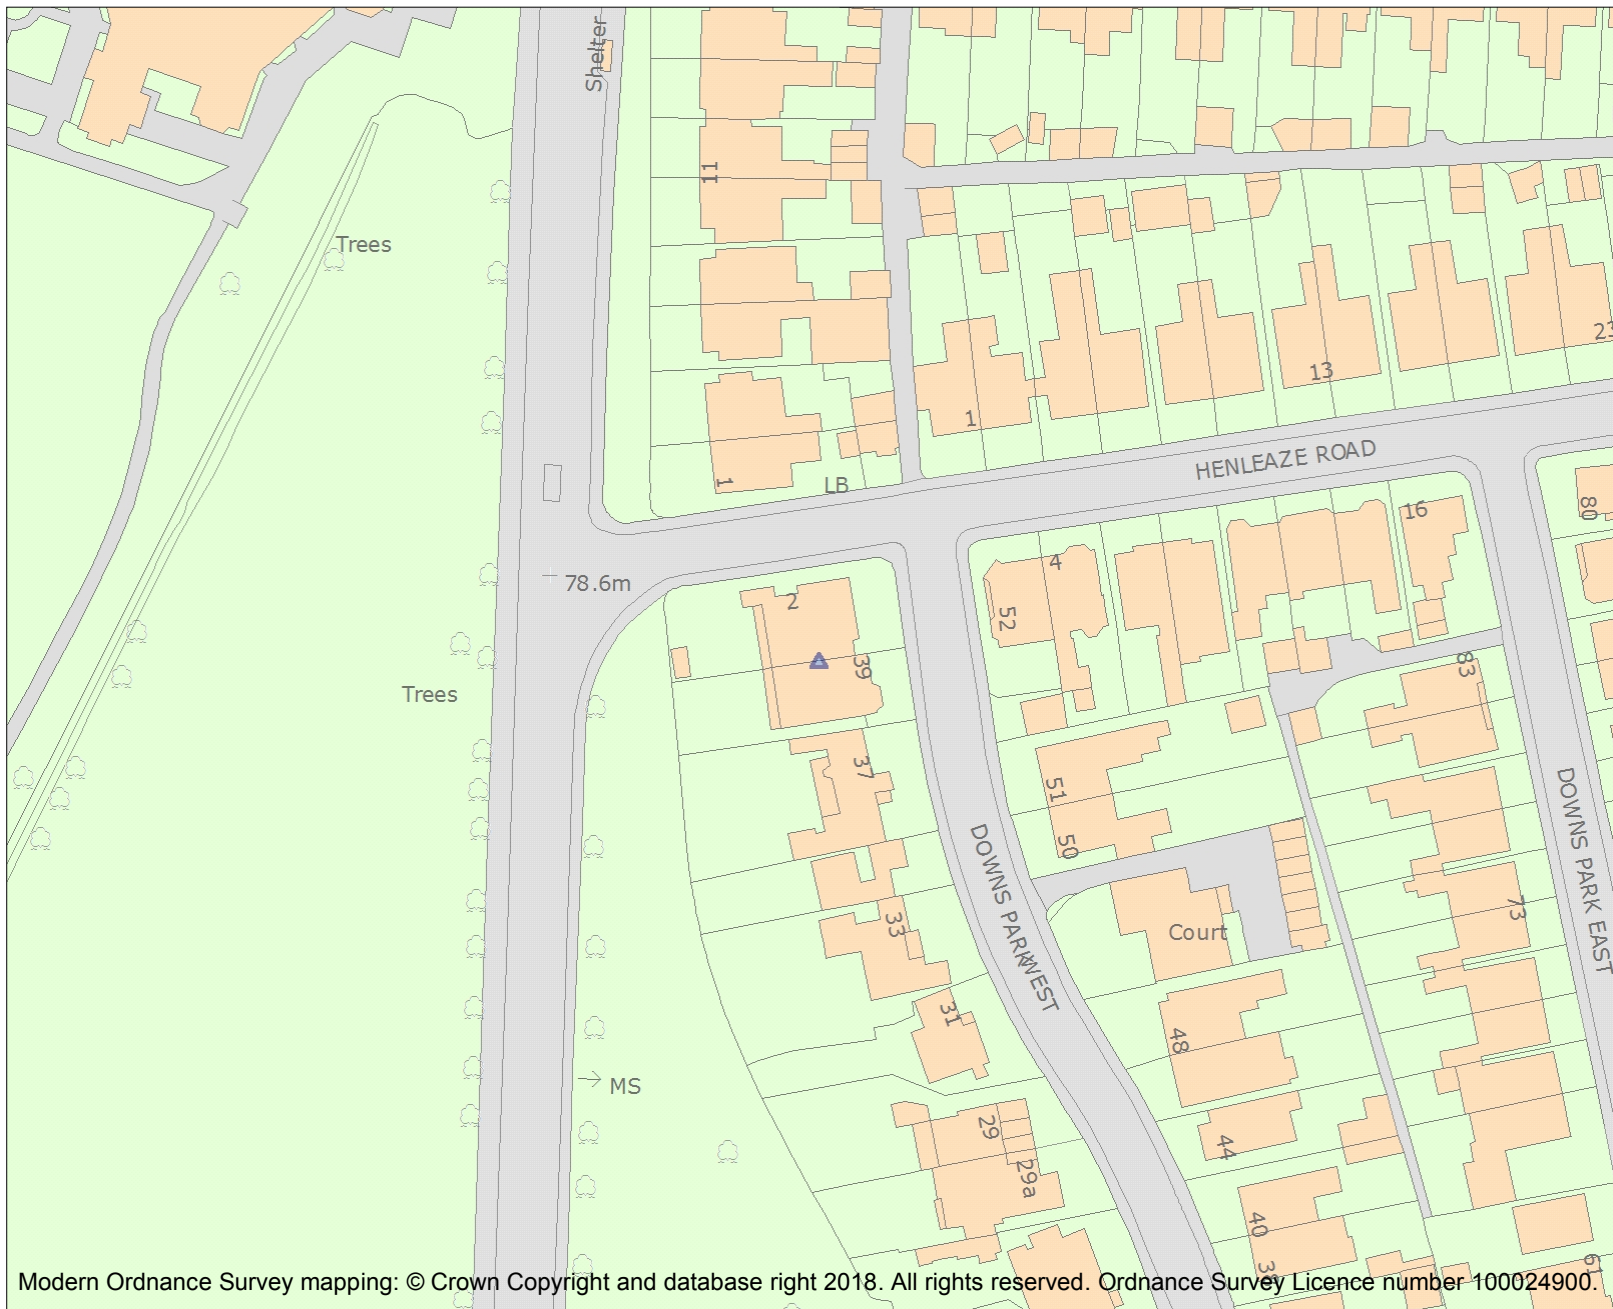 Shelter
11
Trees
23
13
1
HENLEAZE ROAD
1
LB
16
80
78.6m
4
2
52
39
83
Trees
37
51
50
DOWNS PARK WEST
DOWNS PARK EAST
33
Court
73
31
48
MS
29
44
29a
40
38
61
Modern Ordnance Survey mapping: © Crown Copyright and database right 2018. All rights reserved. Ordnance Survey Licence number 100024900.